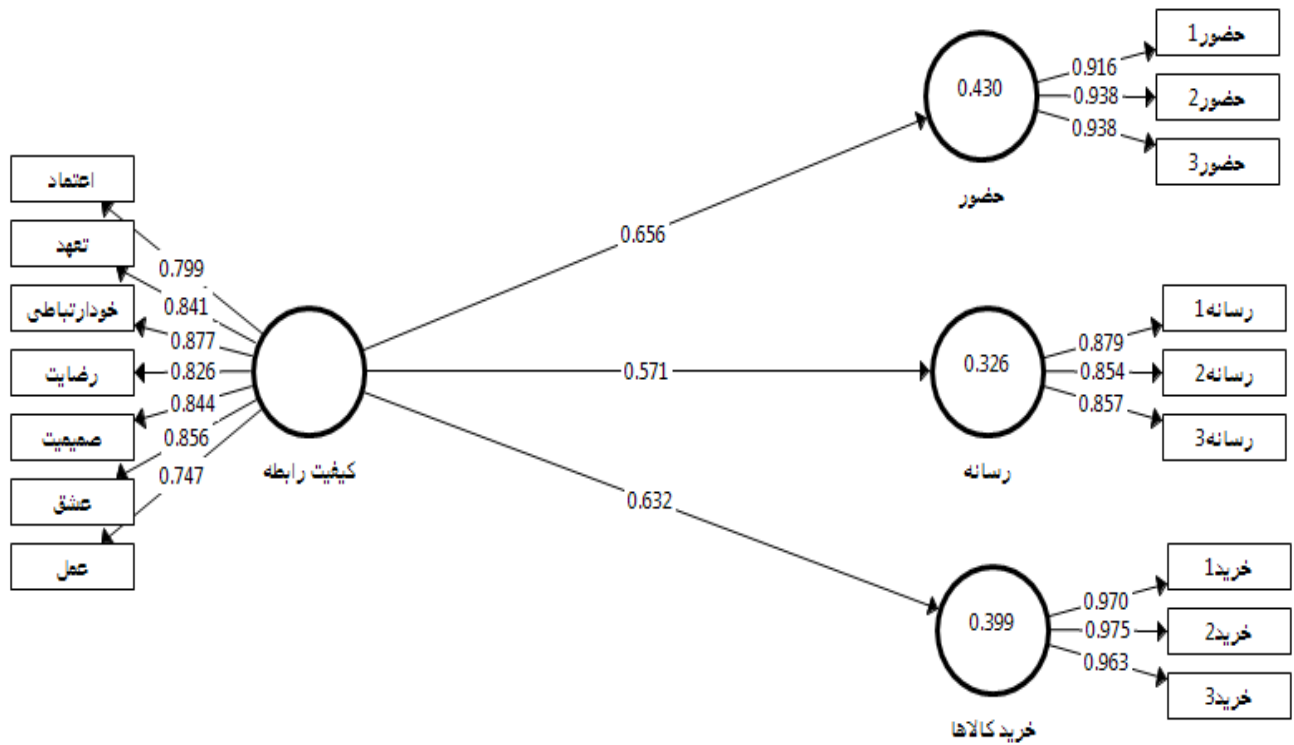 اعتماد
تعهد
خودارتباطی
رضایت
صمیمیت
عشق
عمل
0.799
0.841
0.877
0.826
0.844
0.856
0.747
کیفیت رابطه
0.656
0.571
0.632
0.430
حضور
0.916
0.938
0.938
حضور1
حضور2
حضور3
0.326
رسانه
0.879
0.854
0.857
رسانه1
رسانه2
رسانه3
0.399
خرید کالاها
0.970
0.975
0.963
خرید1
خرید2
خرید3